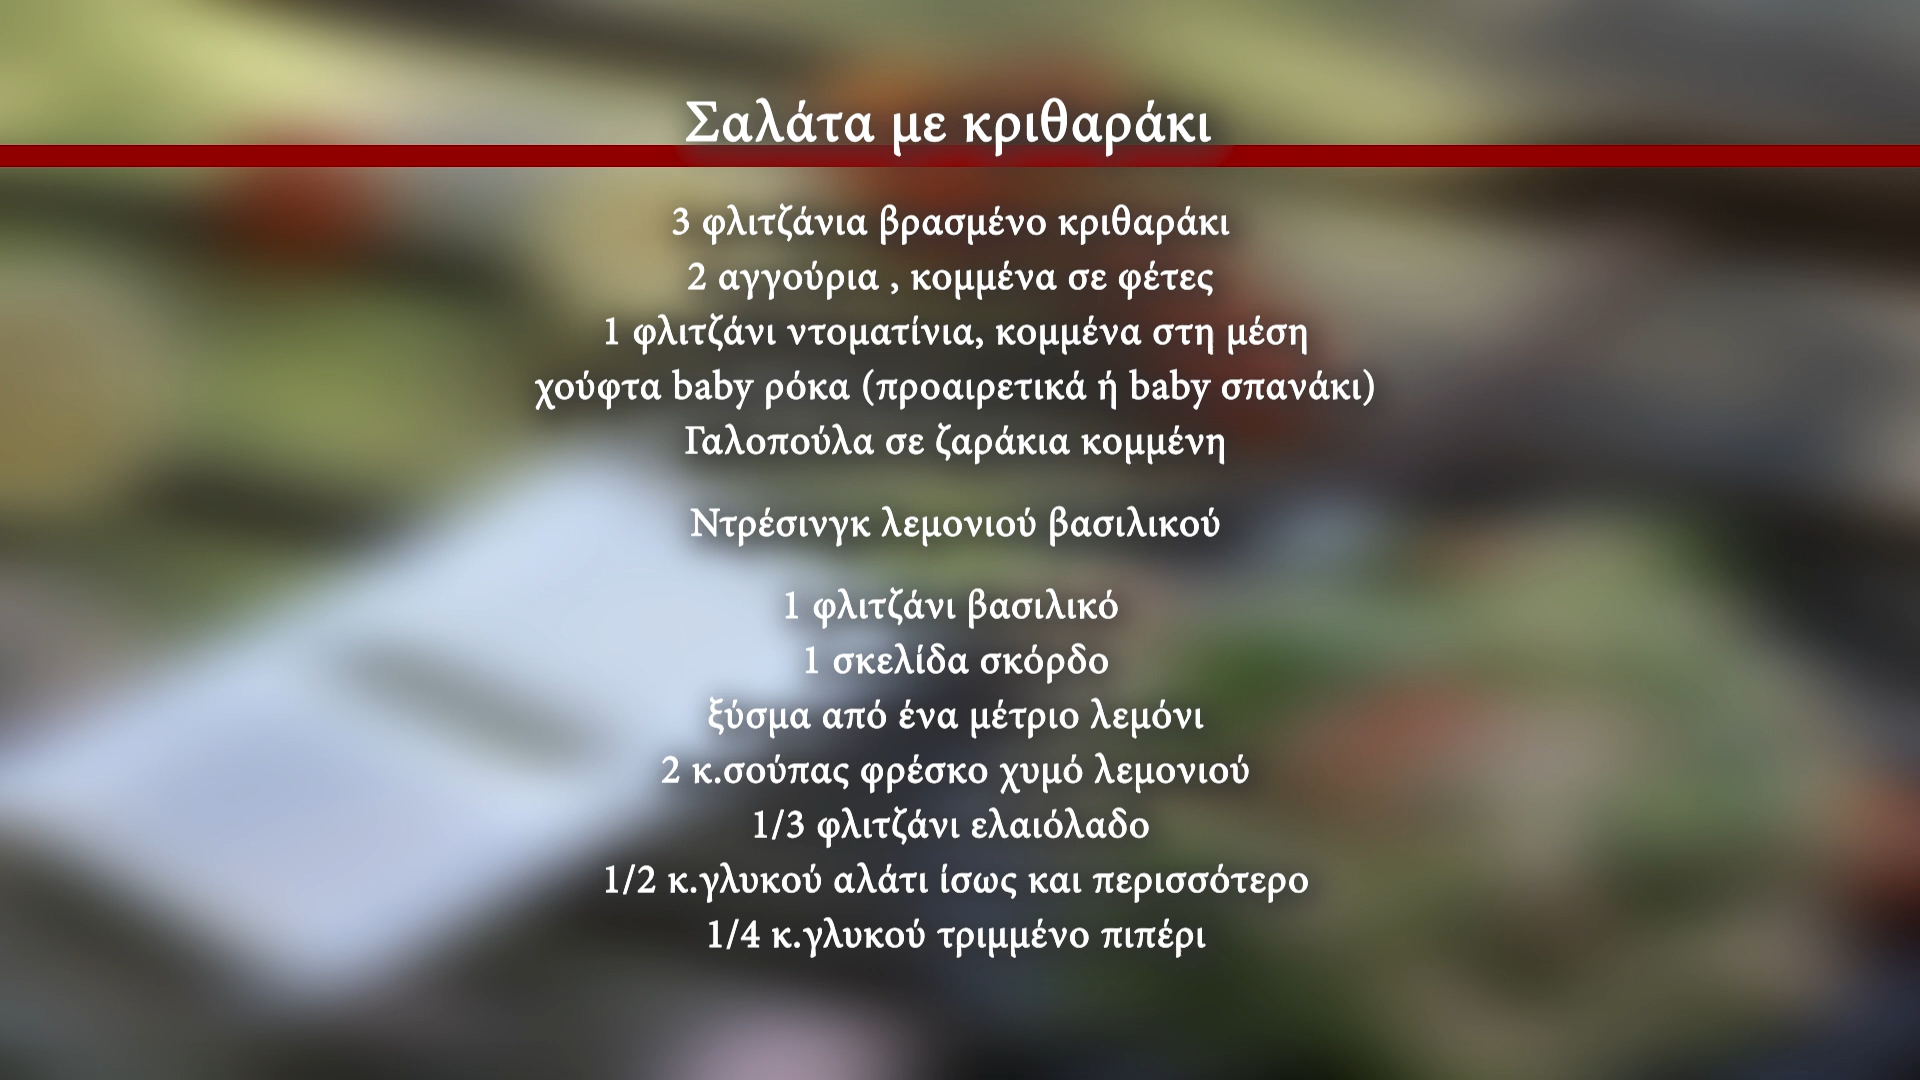 Σαλάτα με κριθαράκι
3 φλιτζάνια βρασμένο κριθαράκι
2 αγγούρια , κομμένα σε φέτες
1 φλιτζάνι ντοματίνια, κομμένα στη μέση
χούφτα baby ρόκα (προαιρετικά ή baby σπανάκι)
Γαλοπούλα σε ζαράκια κομμένη
Ντρέσινγκ λεμονιού βασιλικού
1 φλιτζάνι βασιλικό
1 σκελίδα σκόρδο
ξύσμα από ένα μέτριο λεμόνι
2 κ.σούπας φρέσκο χυμό λεμονιού
1/3 φλιτζάνι ελαιόλαδο
1/2 κ.γλυκού αλάτι ίσως και περισσότερο
1/4 κ.γλυκού τριμμένο πιπέρι